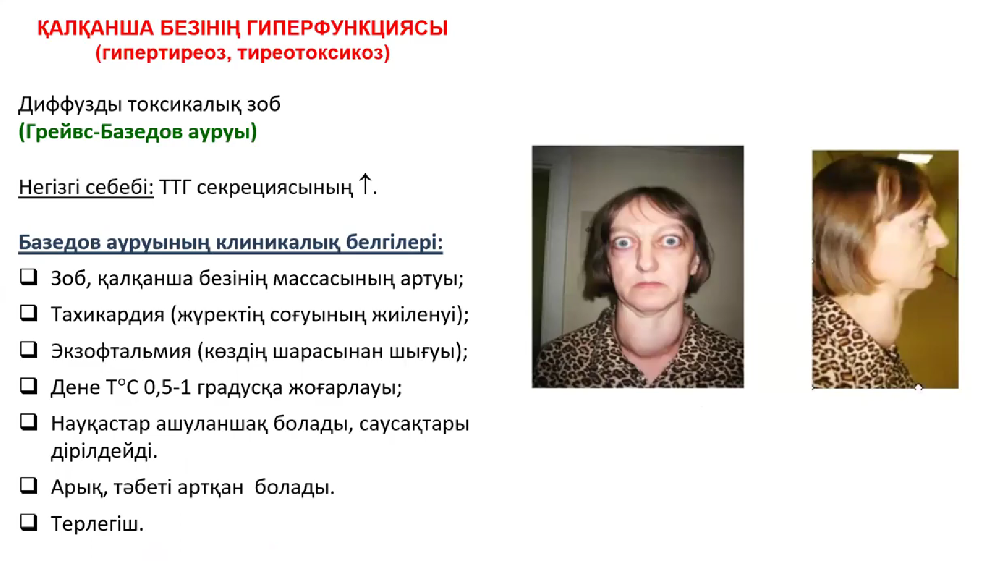 ҚАЛҚАНША БЕЗІНІҢ ГИПЕРФУНКЦИЯСЫ
(гипертиреоз, тиреотоксикоз)
Диффузды токсикалық зоб
(Грейвс-Базедов ауруы)
Негізгі себебі: ТТГ секрециясының ↑.
Базедов ауруының клиникалық белгілері:
❑ Зоб, қалқанша безінің массасының артуы;
❑ Тахикардия (жүректің соғуының жиіленуі);
❑ Экзофтальмия (көздің шарасынан шығуы);
❑ Дене Т°С 0,5-1 градусқа жоғарлауы;
❑ Науқастар ашуланшақ болады, саусақтары
дірілдейді.
❑ Арық, тәбеті артқан болады.
❑ Терлегіш.